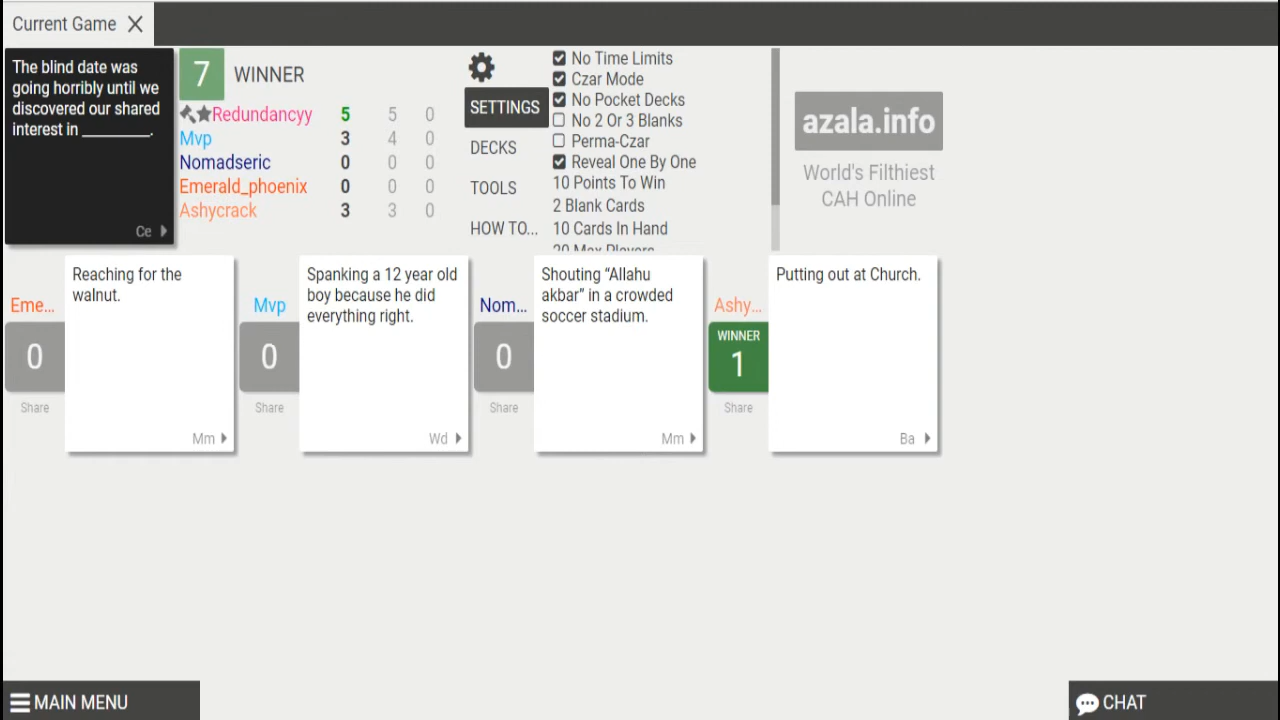 Current Game
The blind date was
going horribly until we
discovered our shared
interest in _________.
Ce
7 WINNER
Redundancyy 5 5 0
Mvp 3 4 0
Nomadseric 0 0 0
Emerald_phoenix 0 0 0
Ashycrack 3 3 0
SETTINGS
DECKS
TOOLS
HOW TO...
No Time Limits
Czar Mode
No Pocket Decks
No 2 Or 3 Blanks
Perma-Czar
Reveal One By One
10 Points To Win
2 Blank Cards
10 Cards In Hand
20 Max Players
azala.info
World's Filthiest
CAH Online
Eme...
0
Share
Reaching for the
walnut.
Mm
Mvp
0
Share
Spanking a 12 year old
boy because he did
everything right.
Wd
Nom...
0
Share
Shouting “Allahu
akbar” in a crowded
soccer stadium.
Mm
Ashy...
WINNER
1
Share
Putting out at Church.
Ba
MAIN MENU
CHAT